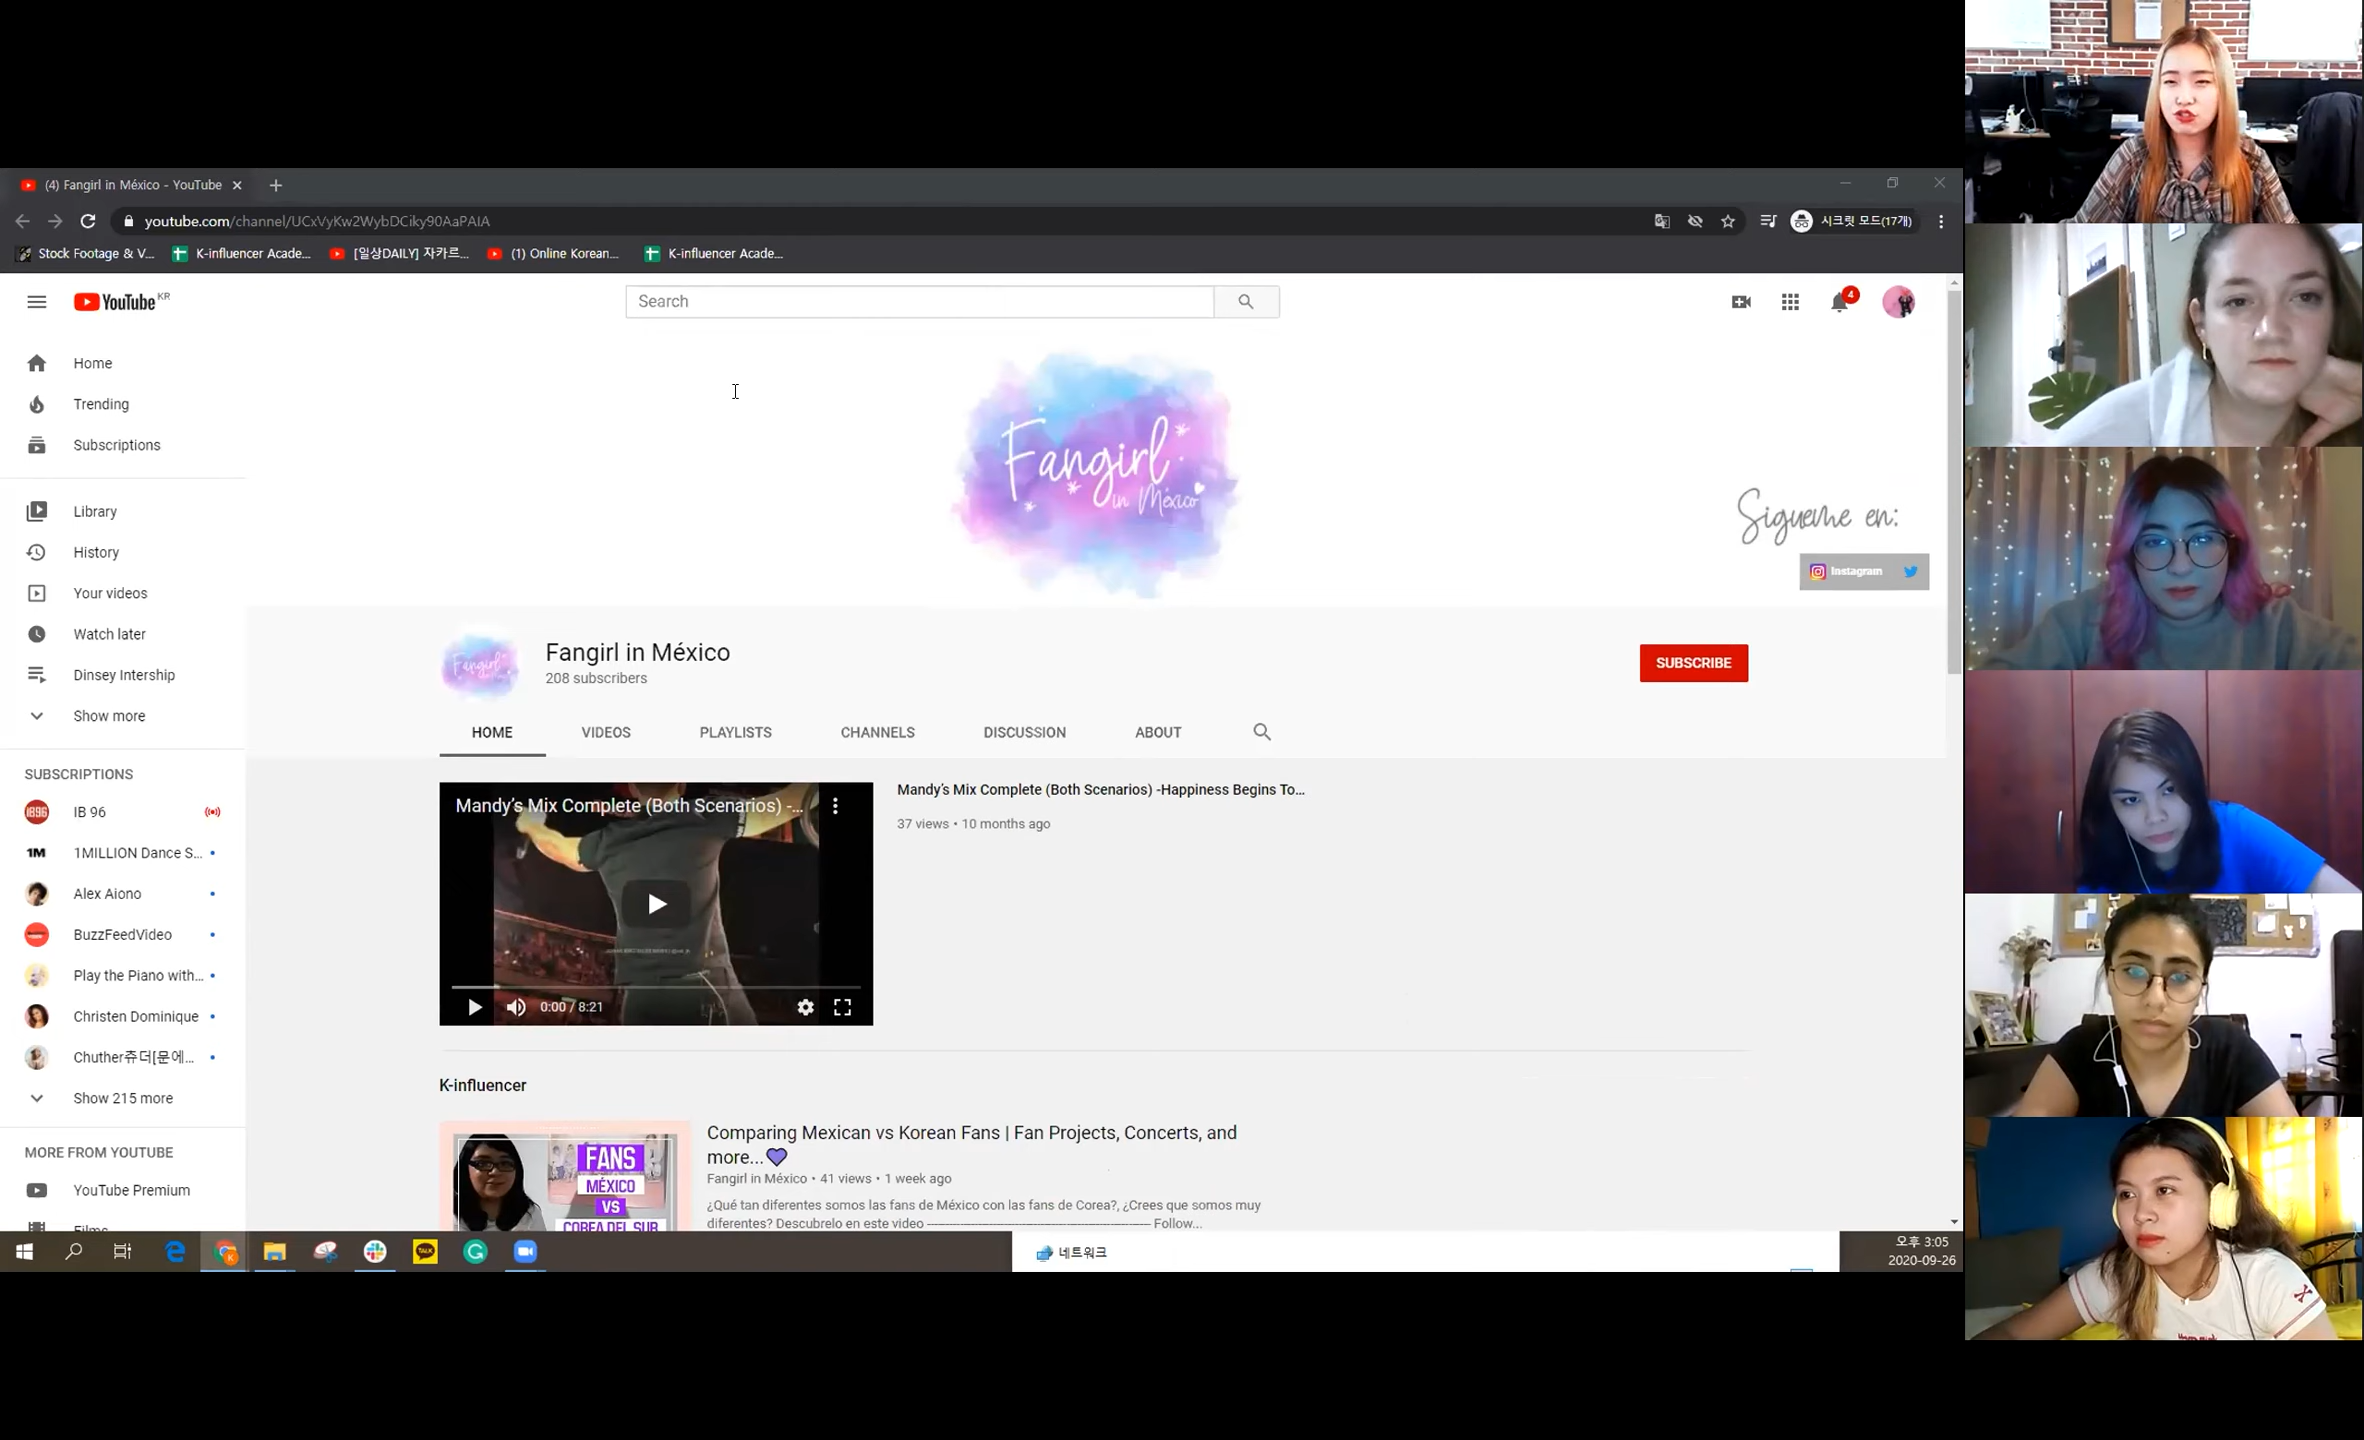 (4) Fangirl in México - YouTube
youtube.com/channel/UCxVyKw2WybDCiky90AaPAIA
시크릿 모드(17개)
Stock Footage & V...
K-influencer Acade...
[일상DAILY] 자카르...
(1) Online Korean...
K-influencer Acade...
YouTube KR
Search
4
Home
Trending
Subscriptions
Library
History
Your videos
Watch later
Dinsey Intership
Show more
SUBSCRIPTIONS
IB 96
1M
1MILLION Dance S...
Alex Aiono
BuzzFeedVideo
Play the Piano with...
Christen Dominique
Chuther츄더[문에...
Show 215 more
MORE FROM YOUTUBE
YouTube Premium
Films
Fangirl
in México
Sigueme en:
Instagram
Fangirl in México
208 subscribers
SUBSCRIBE
HOME
VIDEOS
PLAYLISTS
CHANNELS
DISCUSSION
ABOUT
Mandy's Mix Complete (Both Scenarios) -...
0:00 / 8:21
Mandy's Mix Complete (Both Scenarios) -Happiness Begins To...
37 views • 10 months ago
K-influencer
FANS
MÉXICO
VS
COREA DEL SUR
Comparing Mexican vs Korean Fans | Fan Projects, Concerts, and
more...💜
Fangirl in México • 41 views • 1 week ago
¿Qué tan diferentes somos las fans de México con las fans de Corea?, ¿Crees que somos muy
diferentes? Descubrelo en este video ---------------------------------------------------------- Follow...
TALK
네트워크
오후 3:05
2020-09-26